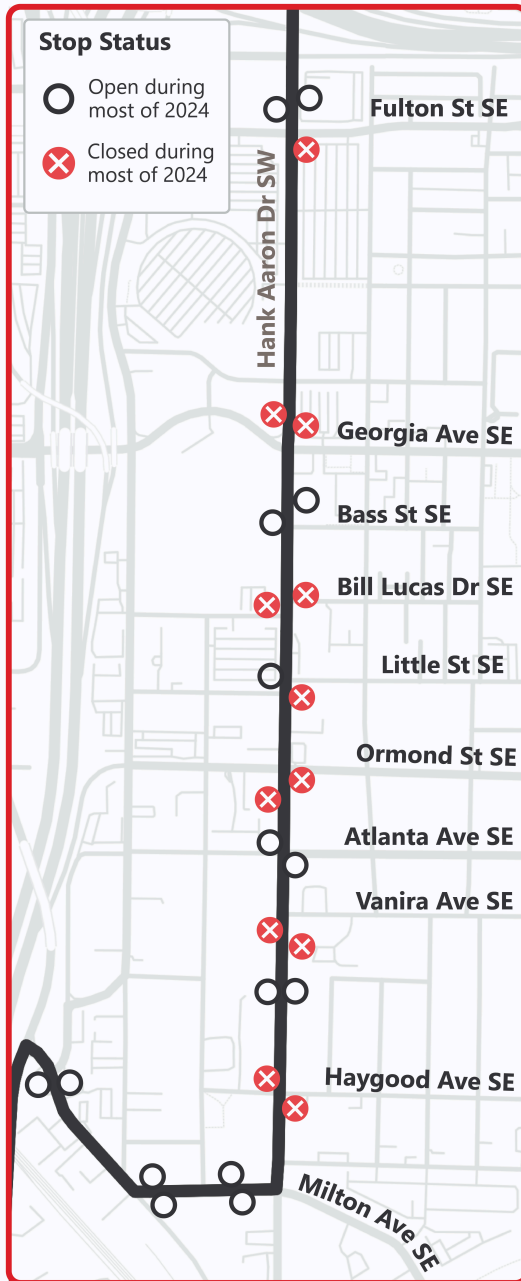 Stop Status
Open during
most of 2024
Closed during
most of 2024
Fulton St SE
Hank Aaron Dr SW
Georgia Ave SE
Bass St SE
Bill Lucas Dr SE
Little St SE
Ormond St SE
Atlanta Ave SE
Vanira Ave SE
Haygood Ave SE
Milton Ave SE